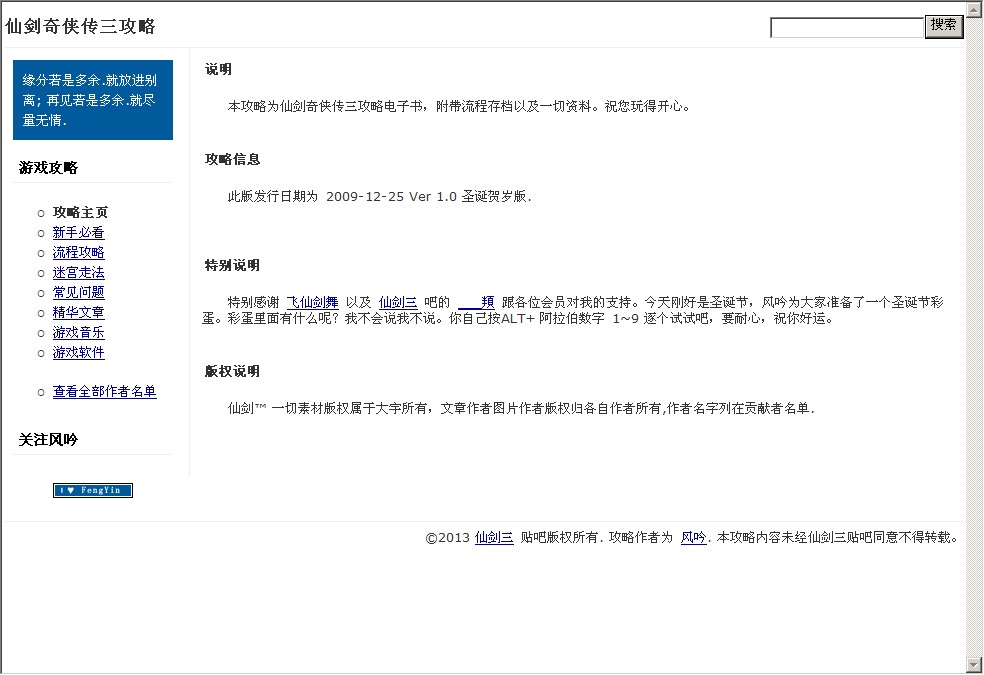 仙剑奇侠传三攻略
搜索
缘分若是多余.就放进别
离; 再见若是多余.就尽
量无情.
游戏攻略
攻略主页
新手必看
流程攻略
迷宫走法
常见问题
精华文章
游戏音乐
游戏软件
查看全部作者名单
关注风吟
I ♥ FengYin
说明
本攻略为仙剑奇侠传三攻略电子书，附带流程存档以及一切资料。祝您玩得开心。
攻略信息
此版发行日期为 2009-12-25 Ver 1.0 圣诞贺岁版.
特别说明
特别感谢 飞仙剑舞 以及 仙剑三 吧的 ___頚 跟各位会员对我的支持。今天刚好是圣诞节，风吟为大家准备了一个圣诞节彩
蛋。彩蛋里面有什么呢？我不会说我不说。你自己按ALT+ 阿拉伯数字 1~9 逐个试试吧，要耐心，祝你好运。
版权说明
仙剑™ 一切素材版权属于大宇所有，文章作者图片作者版权归各自作者所有,作者名字列在贡献者名单.
©2013 仙剑三 贴吧版权所有. 攻略作者为 风吟. 本攻略内容未经仙剑三贴吧同意不得转载。